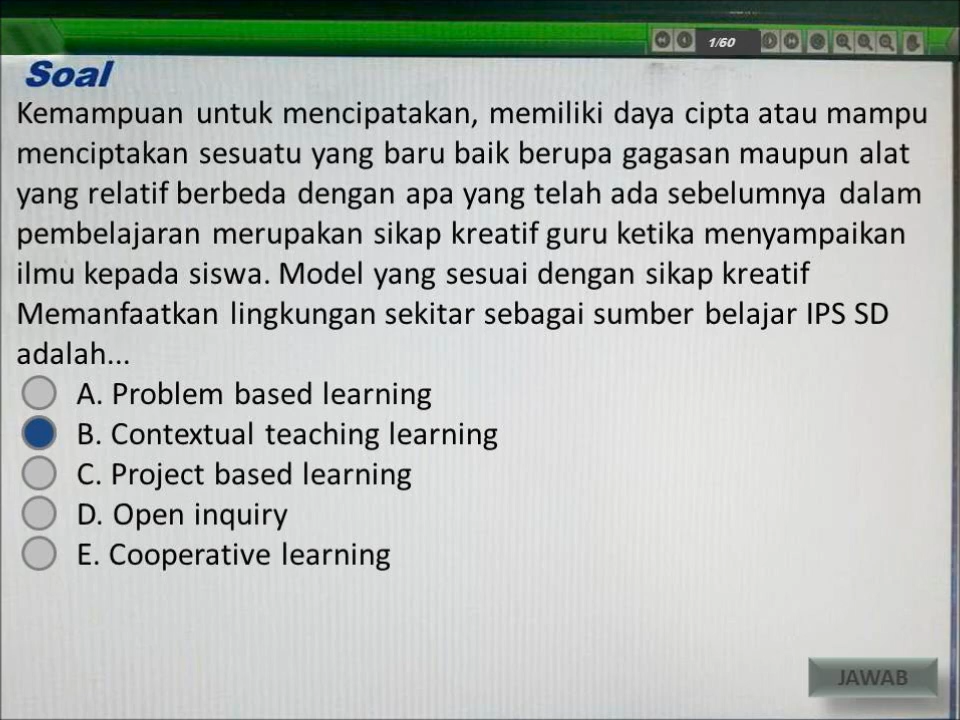 1/60
Soal
Kemampuan untuk mencipatakan, memiliki daya cipta atau mampu
menciptakan sesuatu yang baru baik berupa gagasan maupun alat
yang relatif berbeda dengan apa yang telah ada sebelumnya dalam
pembelajaran merupakan sikap kreatif guru ketika menyampaikan
ilmu kepada siswa. Model yang sesuai dengan sikap kreatif
Memanfaatkan lingkungan sekitar sebagai sumber belajar IPS SD
adalah...
A. Problem based learning
B. Contextual teaching learning
C. Project based learning
D. Open inquiry
E. Cooperative learning
JAWAB